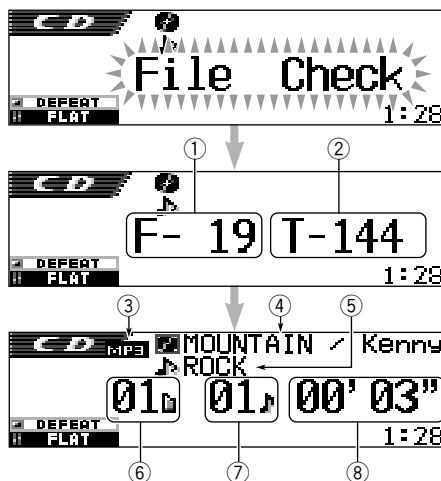 CD
File Check
DEFEAT
FLAT
1:28
① ②
CD
F- 19 T-144
DEFEAT
FLAT
1:28
③ ④ ⑤
CD MP3 MOUNTAIN / Kenny
ROCK
01 01 00' 03"
DEFEAT
FLAT
1:28
⑥ ⑦ ⑧